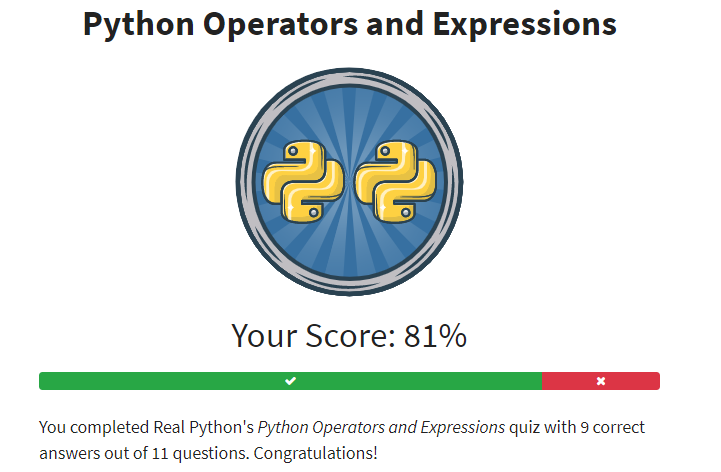 Python Operators and Expressions
Your Score: 81%
You completed Real Python's Python Operators and Expressions quiz with 9 correct
answers out of 11 questions. Congratulations!